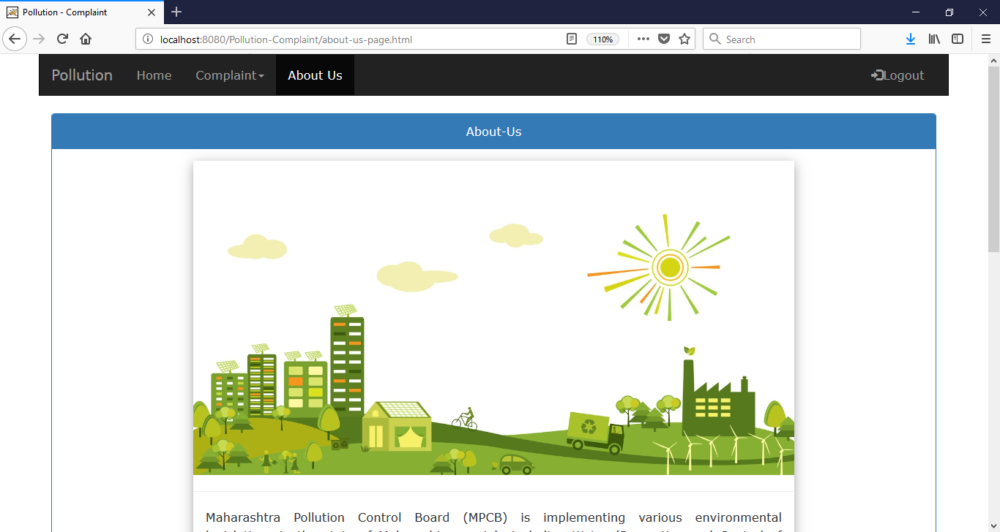 Pollution - Complaint
localhost:8080/Pollution-Complaint/about-us-page.html
110%
Search
Pollution
Home
Complaint
About Us
Logout
About-Us
Maharashtra Pollution Control Board (MPCB) is implementing various environmental